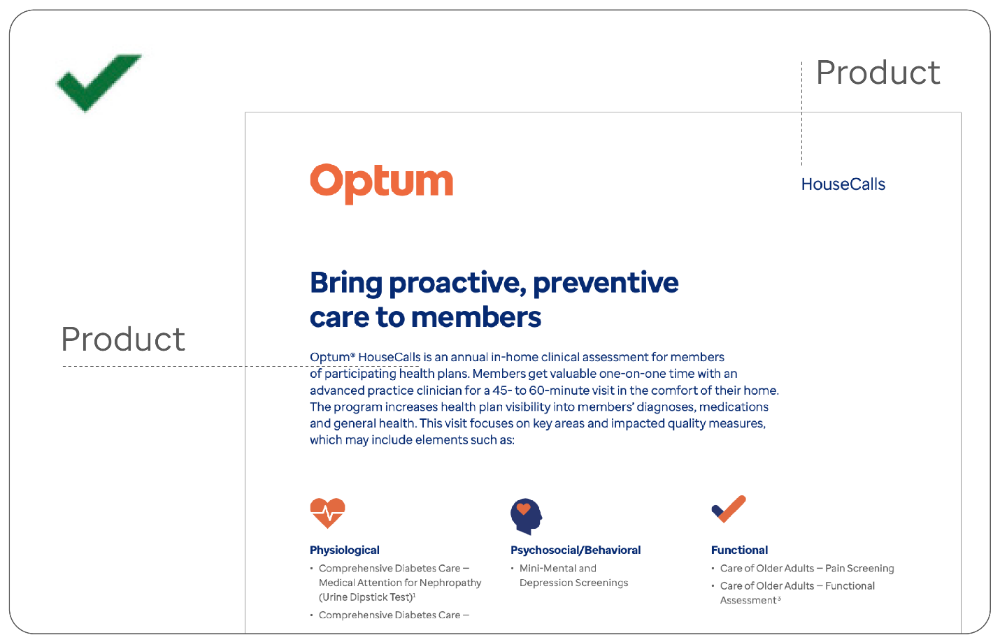 Product
Optum
HouseCalls
Bring proactive, preventive
care to members
Product
Optum® HouseCalls is an annual in-home clinical assessment for members
of participating health plans. Members get valuable one-on-one time with an
advanced practice clinician for a 45- to 60-minute visit in the comfort of their home.
The program increases health plan visibility into members’ diagnoses, medications
and general health. This visit focuses on key areas and impacted quality measures,
which may include elements such as:
Physiological
• Comprehensive Diabetes Care –
Medical Attention for Nephropathy
(Urine Dipstick Test)¹
• Comprehensive Diabetes Care –
Psychosocial/Behavioral
• Mini-Mental and
Depression Screenings
Functional
• Care of Older Adults – Pain Screening
• Care of Older Adults – Functional
Assessment³